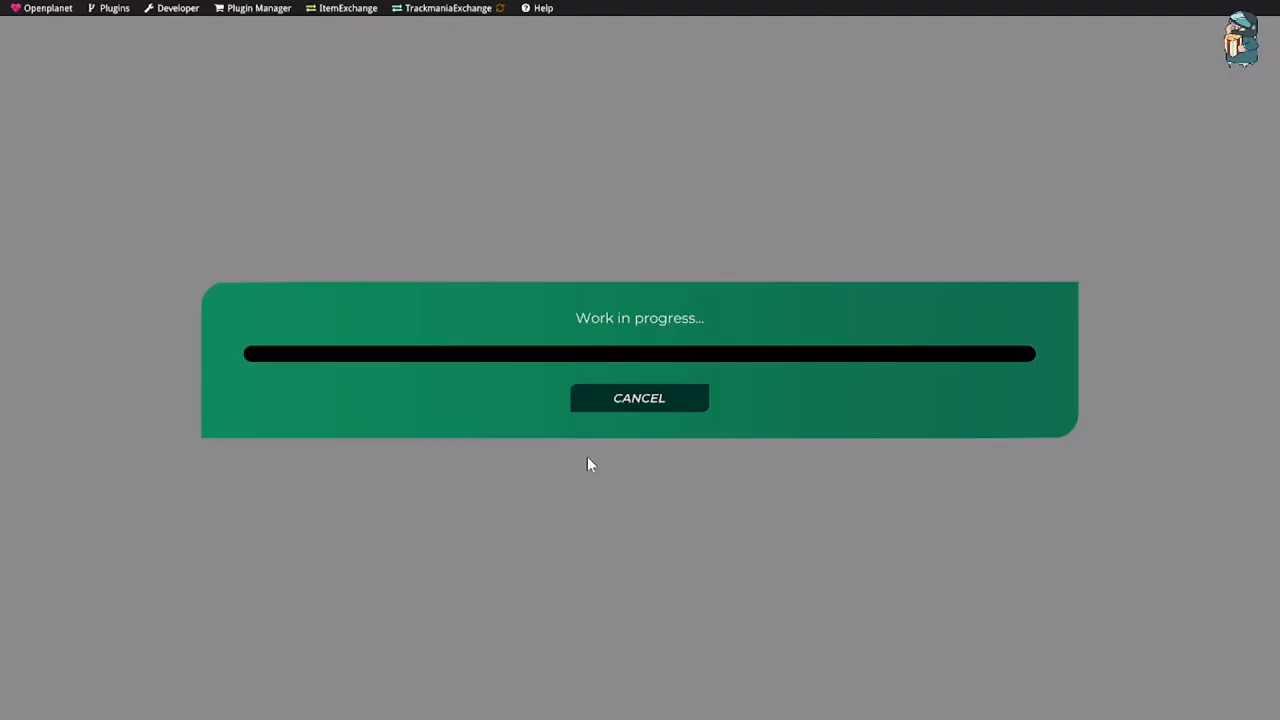 Openplanet Plugins Developer Plugin Manager ItemExchange TrackmaniaExchange Help
Work in progress...
CANCEL